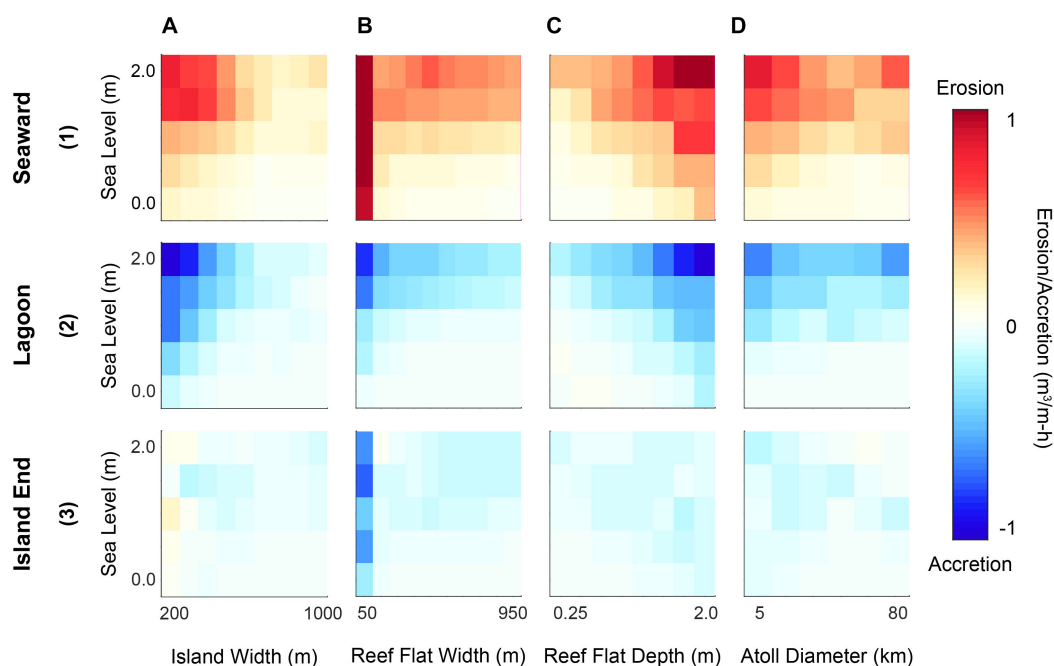 A B C D
Seaward
(1)
Sea Level (m)
2.0
0.0
Lagoon
(2)
Sea Level (m)
2.0
0.0
Island End
(3)
Sea Level (m)
2.0
0.0
200 1000
50 950
0.25 2.0
5 80
Island Width (m)
Reef Flat Width (m)
Reef Flat Depth (m)
Atoll Diameter (km)
Erosion
1
0
-1
Accretion
Erosion/Accretion (m³/m-h)